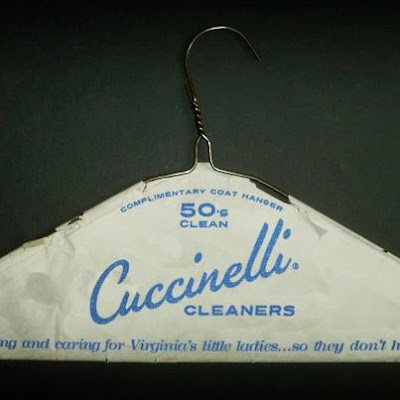 COMPLIMENTARY COAT HANGER
50's
CLEAN
Cuccinelli®
CLEANERS
and caring for Virginia's little ladies...so they don't